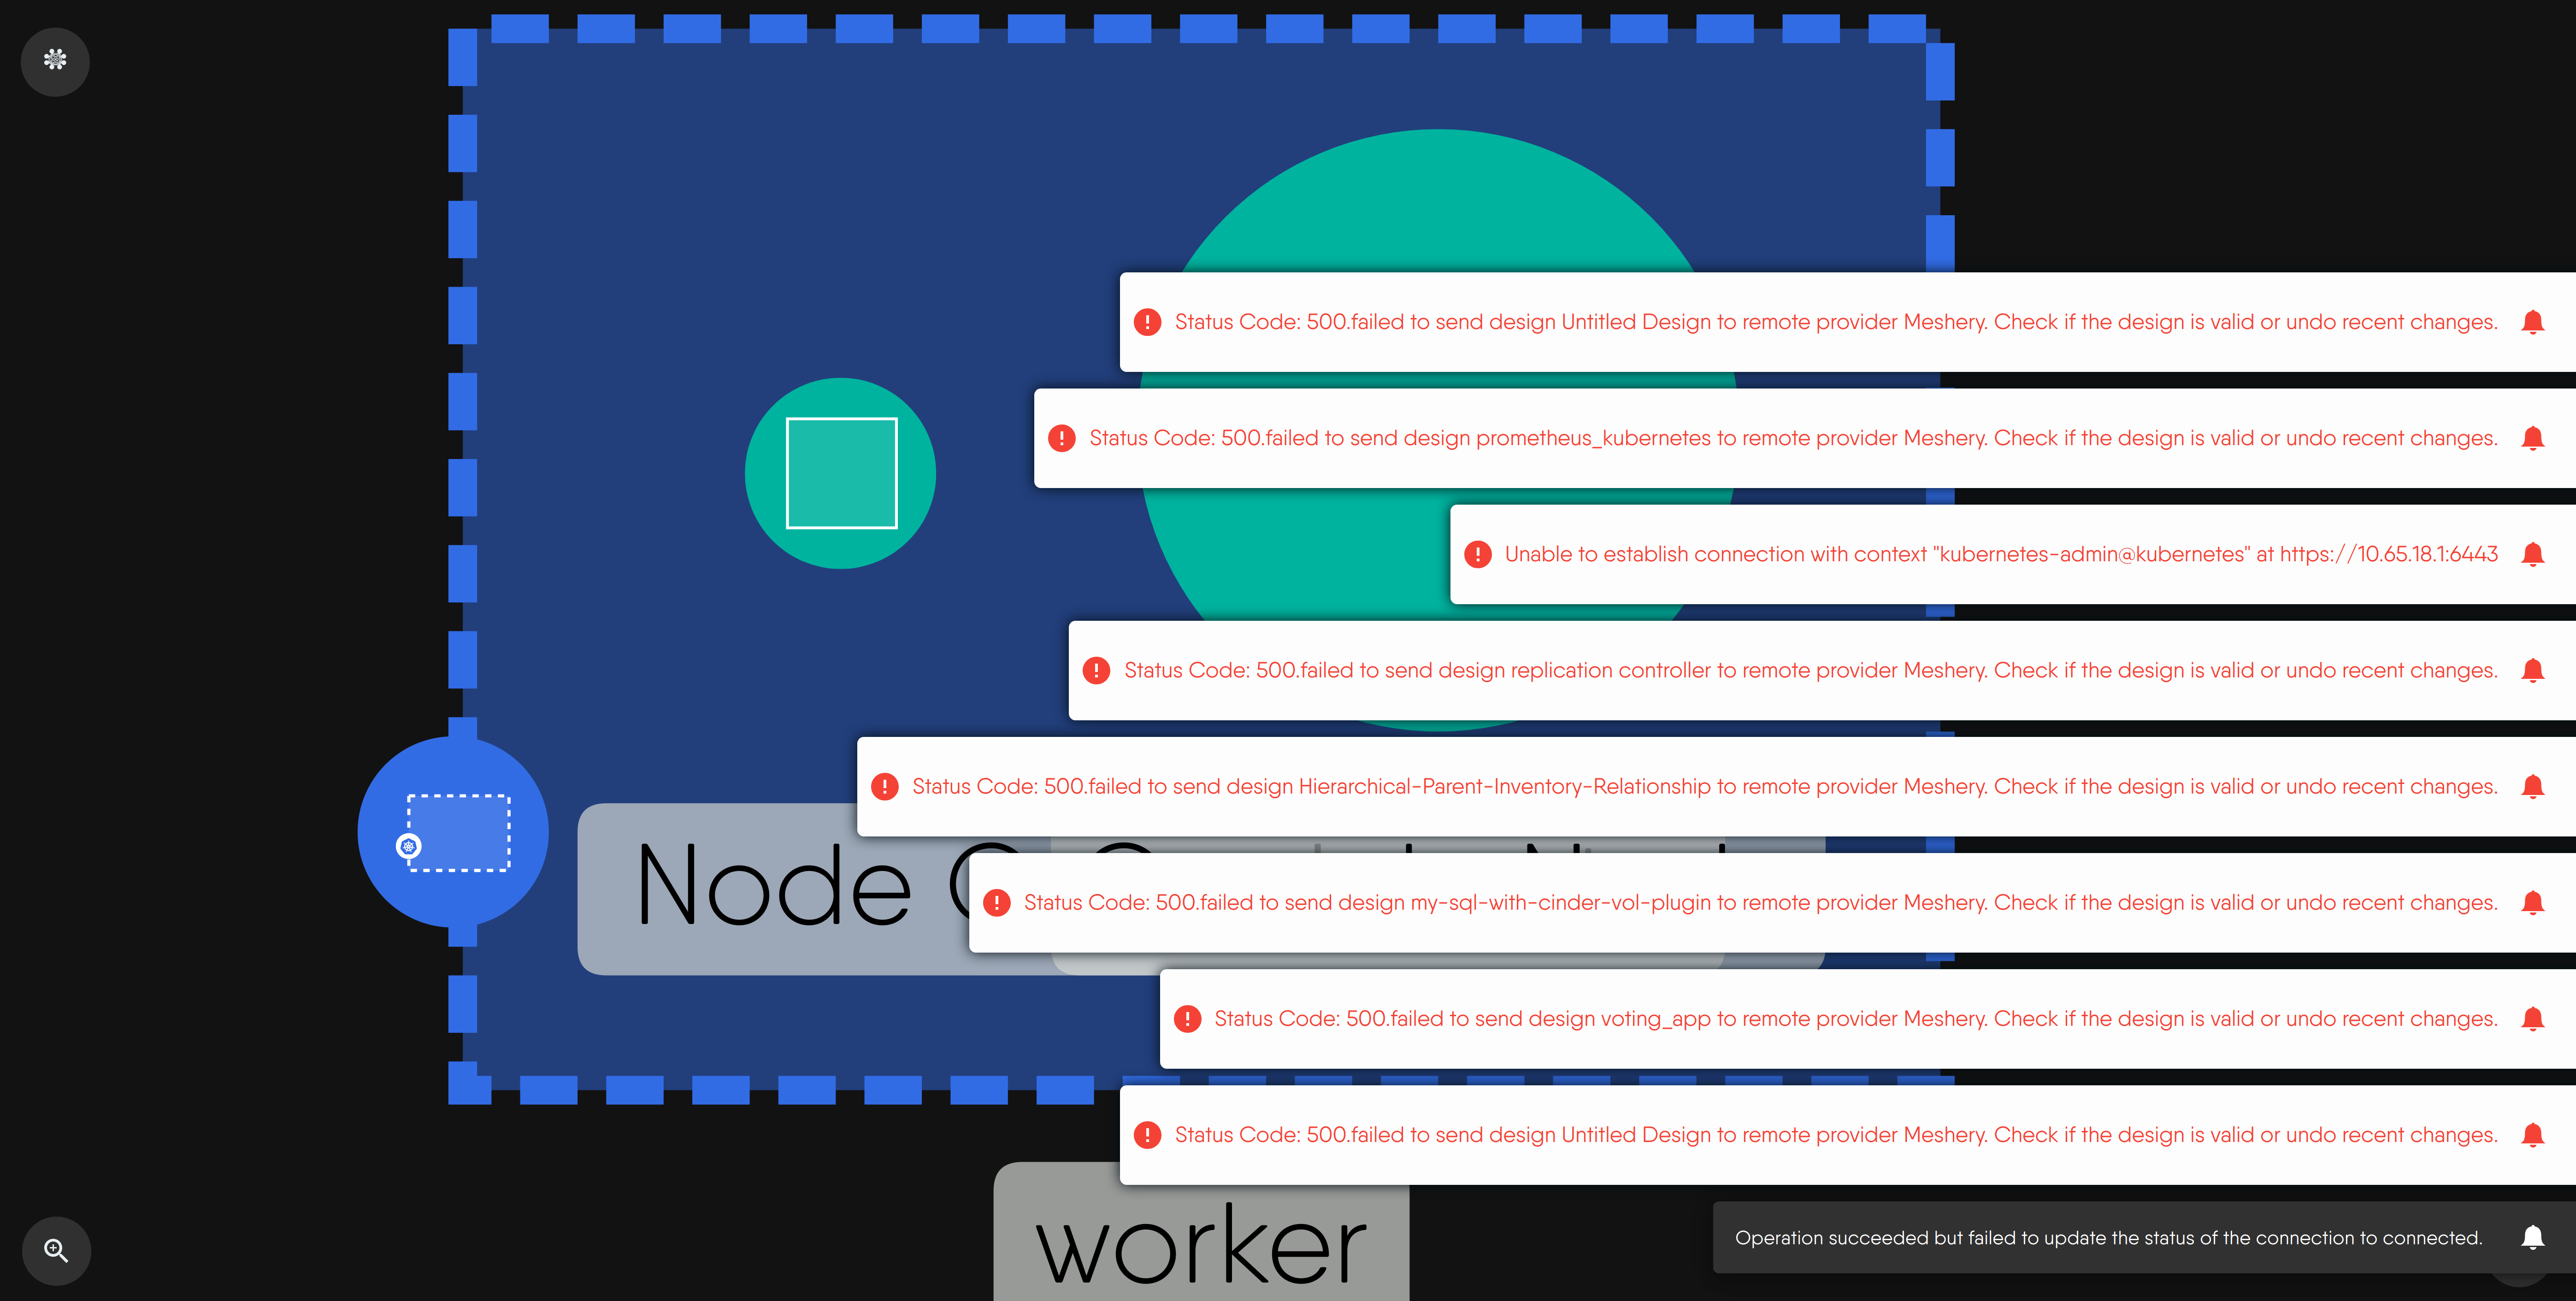 Status Code: 500.failed to send design Untitled Design to remote provider Meshery. Check if the design is valid or undo recent changes.
Status Code: 500.failed to send design prometheus_kubernetes to remote provider Meshery. Check if the design is valid or undo recent changes.
Unable to establish connection with context "kubernetes-admin@kubernetes" at https://10.65.18.1:6443
Status Code: 500.failed to send design replication controller to remote provider Meshery. Check if the design is valid or undo recent changes.
Status Code: 500.failed to send design Hierarchical-Parent-Inventory-Relationship to remote provider Meshery. Check if the design is valid or undo recent changes.
Node
Status Code: 500.failed to send design my-sql-with-cinder-vol-plugin to remote provider Meshery. Check if the design is valid or undo recent changes.
Status Code: 500.failed to send design voting_app to remote provider Meshery. Check if the design is valid or undo recent changes.
Status Code: 500.failed to send design Untitled Design to remote provider Meshery. Check if the design is valid or undo recent changes.
worker
Operation succeeded but failed to update the status of the connection to connected.